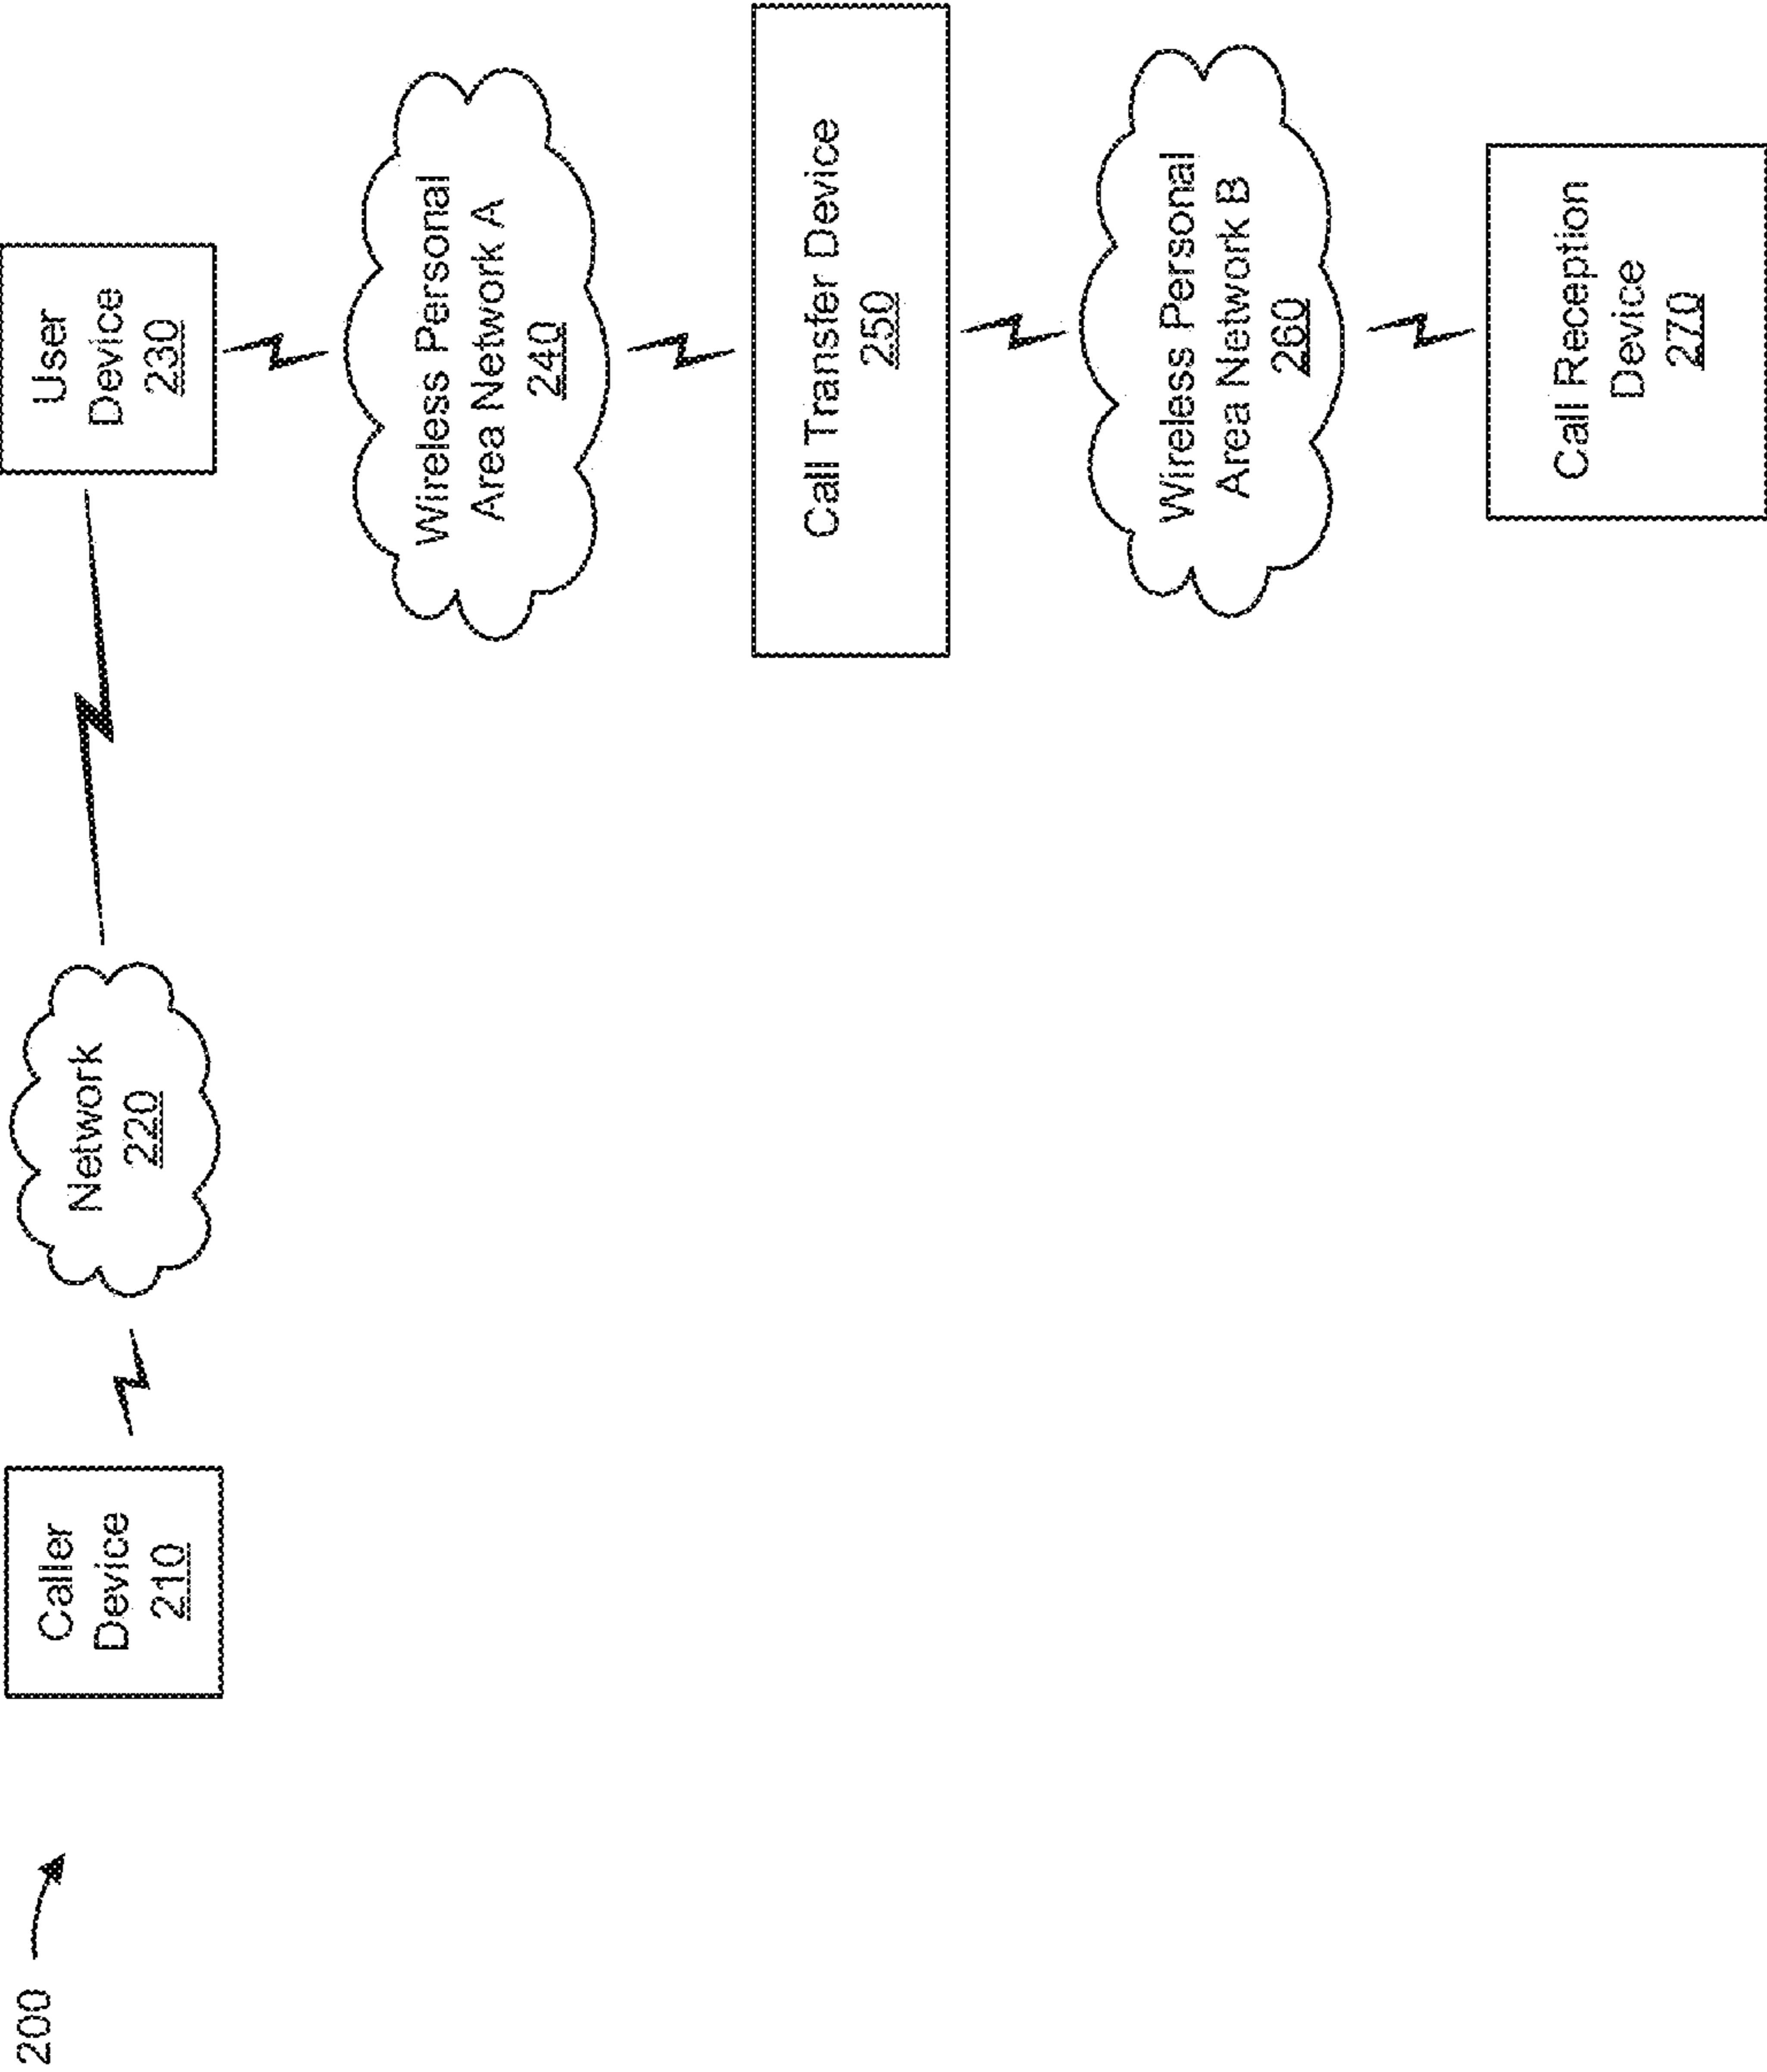 200
Caller
Device
210
Network
220
User
Device
230
Wireless Personal
Area Network A
240
Call Transfer Device
250
Wireless Personal
Area Network B
260
Call Reception
Device
270